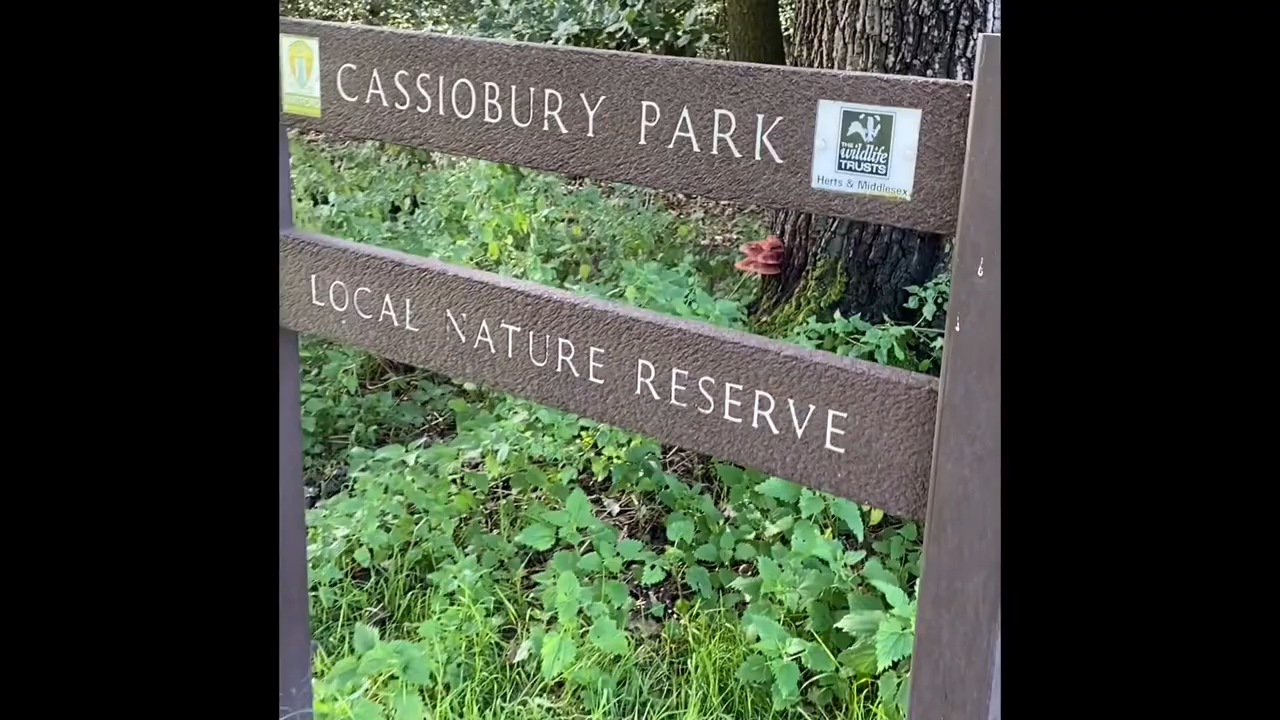 CASSIOBURY PARK
THE
wildlife
TRUSTS
Herts & Middlesex
LOCAL NATURE RESERVE